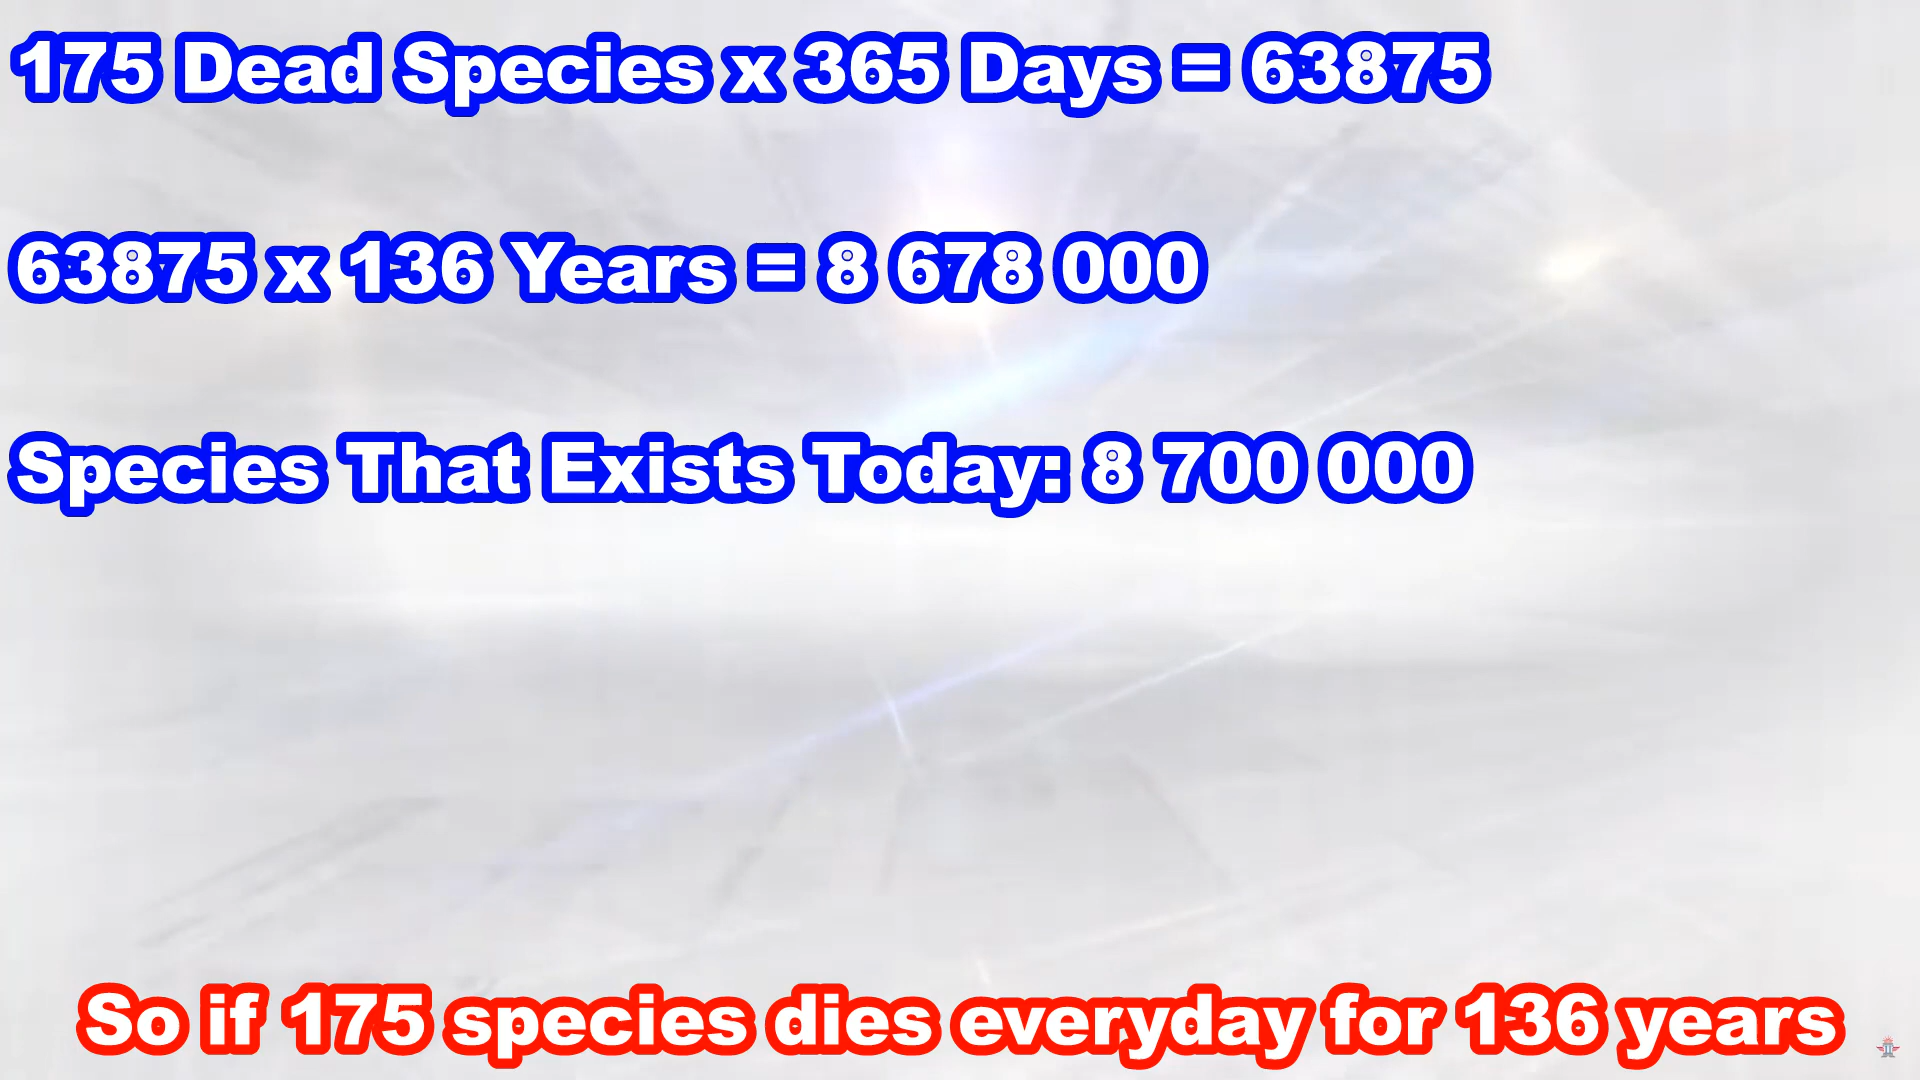 175 Dead Species x 365 Days = 63875
63875 x 136 Years = 8 678 000
Species That Exists Today: 8 700 000
So if 175 species dies everyday for 136 years